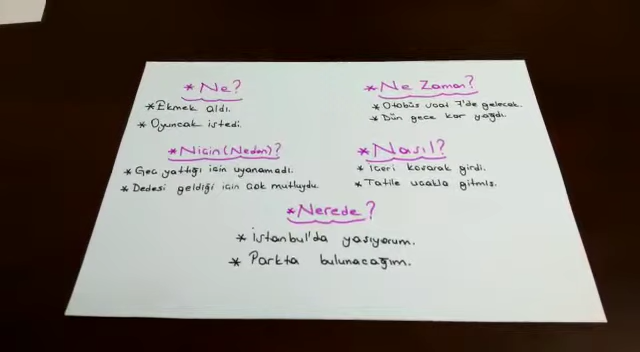 * Ne?
* Ekmek aldı.
* Oyuncak istedi.
* Ne Zaman?
* Otobüs saat 7'de gelecek.
* Dün gece kar yağdı.
* Niçin (Neden)?
* Geç yattığı için uyanamadı.
* Dedesi geldiği için çok mutluydu.
* Nasıl?
* İçeri koşarak girdi.
* Tatile uçakla gitmiş.
* Nerede?
* İstanbul'da yaşıyorum.
* Parkta bulunacağım.